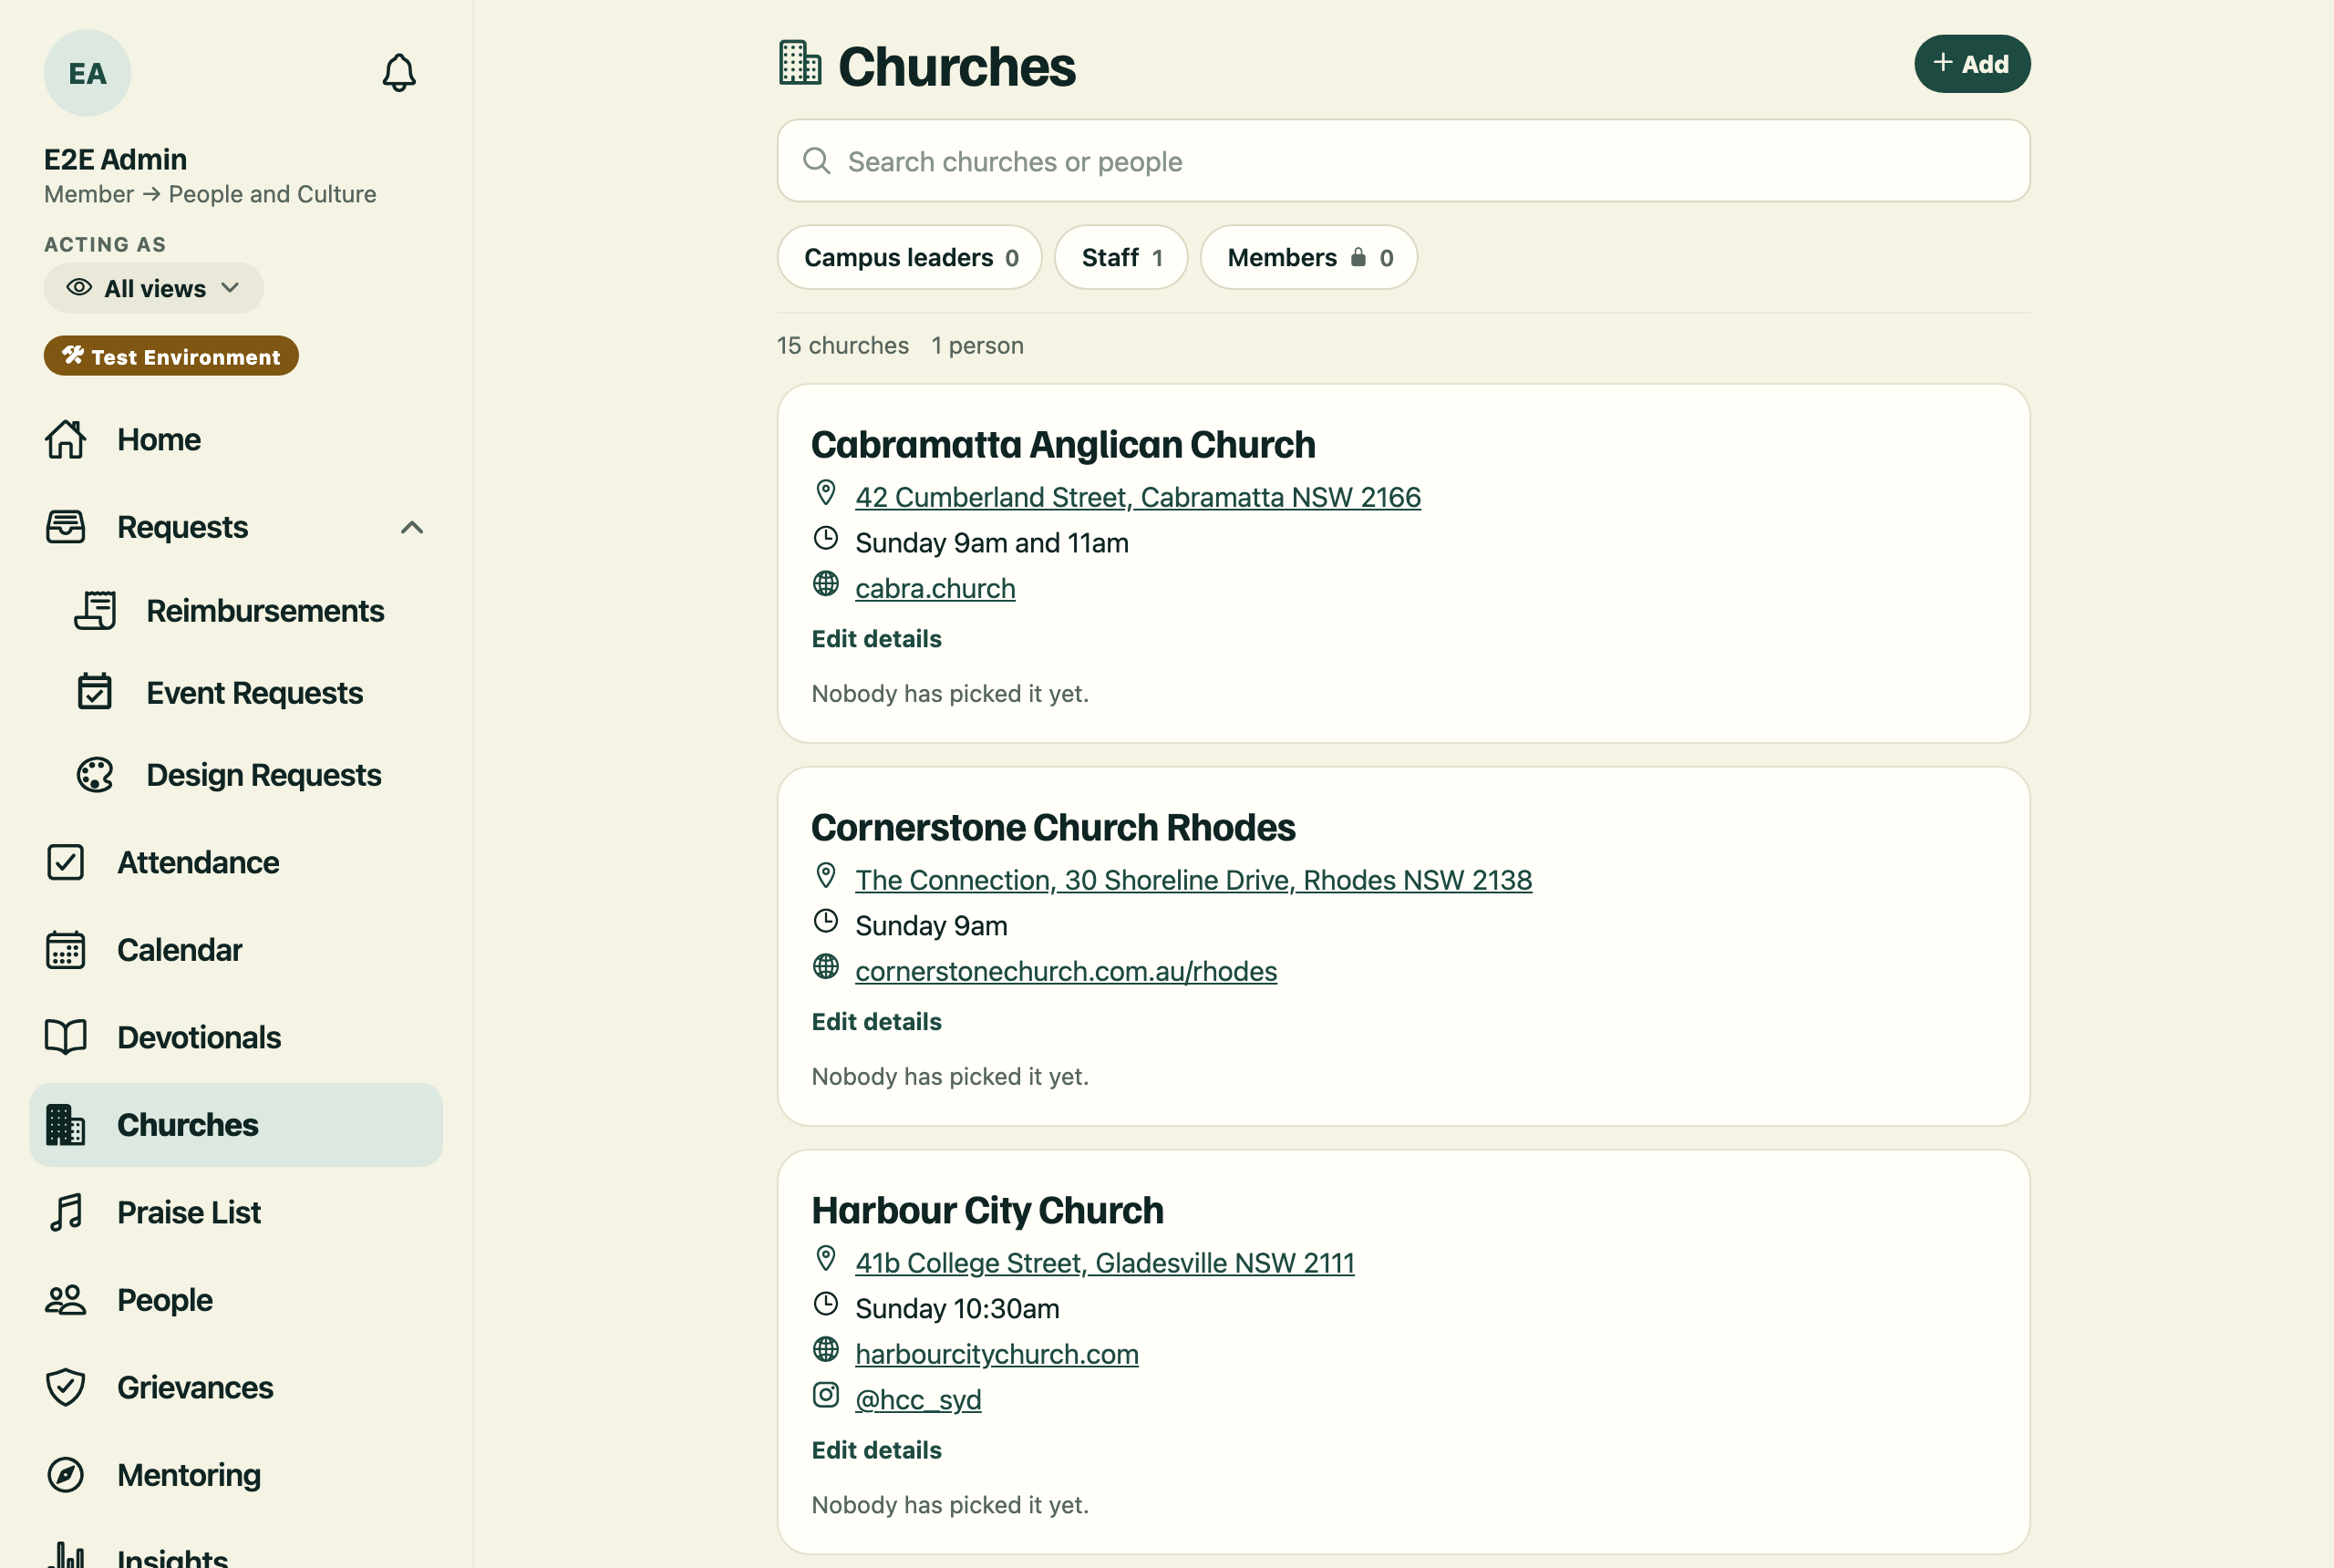 EA
E2E Admin
Member → People and Culture
ACTING AS
All views
Test Environment
Home
Requests
Reimbursements
Event Requests
Design Requests
Attendance
Calendar
Devotionals
Churches
Praise List
People
Grievances
Mentoring
Insights
Churches
+ Add
Search churches or people
Campus leaders 0
Staff 1
Members 0
15 churches 1 person
Cabramatta Anglican Church
42 Cumberland Street, Cabramatta NSW 2166
Sunday 9am and 11am
cabra.church
Edit details
Nobody has picked it yet.
Cornerstone Church Rhodes
The Connection, 30 Shoreline Drive, Rhodes NSW 2138
Sunday 9am
cornerstonechurch.com.au/rhodes
Edit details
Nobody has picked it yet.
Harbour City Church
41b College Street, Gladesville NSW 2111
Sunday 10:30am
harbourcitychurch.com
@hcc_syd
Edit details
Nobody has picked it yet.